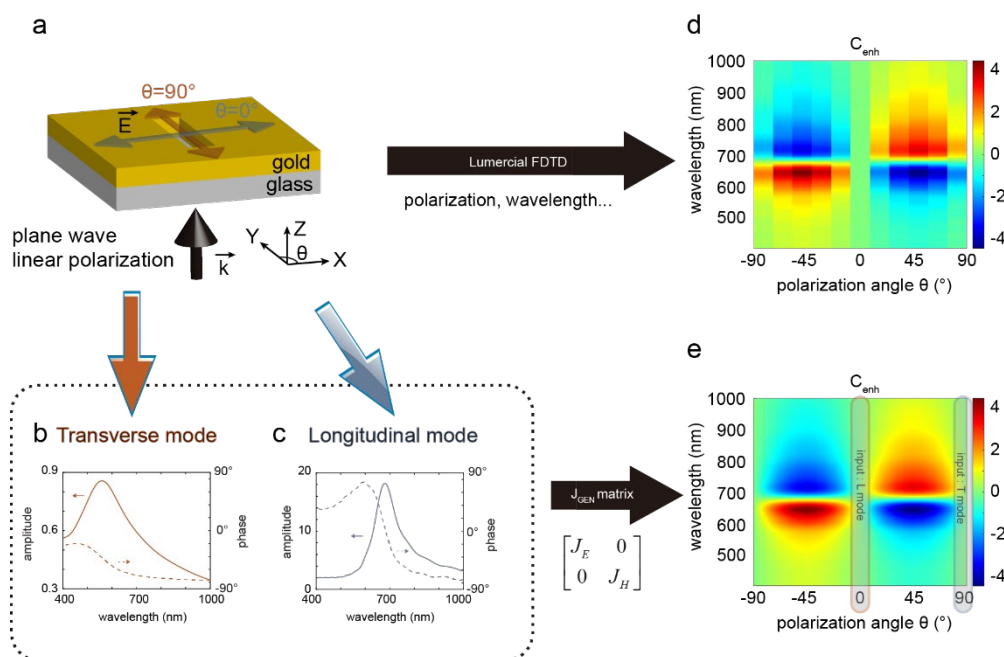 a
θ=90°
θ=0°
E
gold
glass
plane wave
linear polarization
k
Y
Z
θ
X
Lumercial FDTD
polarization, wavelength...
d
C_enh
wavelength (nm)
1000
900
800
700
600
500
-90
-45
0
45
90
polarization angle θ (°)
4
2
0
-2
-4
b Transverse mode
0.9
0.6
0.3
amplitude
90°
0°
-90°
phase
400
700
1000
wavelength (nm)
c Longitudinal mode
20
15
10
5
0
amplitude
90°
0°
-90°
phase
400
700
1000
wavelength (nm)
J_GEN matrix
J_E 0
0 J_H
e
C_enh
wavelength (nm)
1000
900
800
700
600
500
input : L mode
input : T mode
-90
-45
0
45
90
polarization angle θ (°)
4
2
0
-2
-4